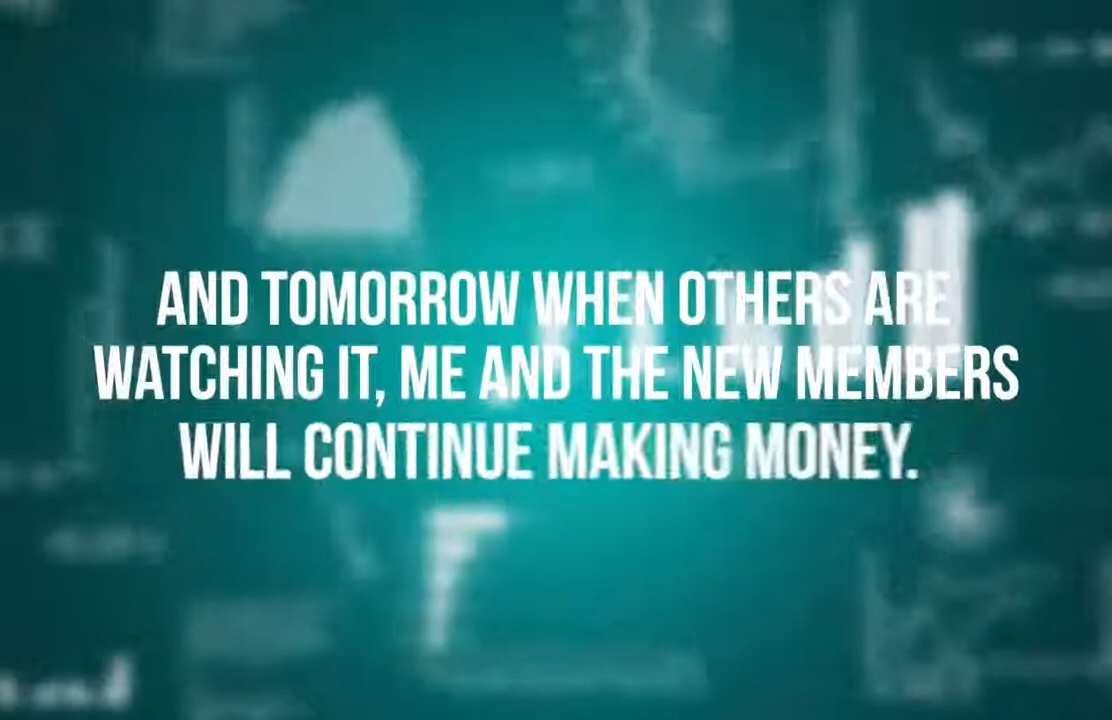 AND TOMORROW WHEN OTHERS ARE
WATCHING IT, ME AND THE NEW MEMBERS
WILL CONTINUE MAKING MONEY.